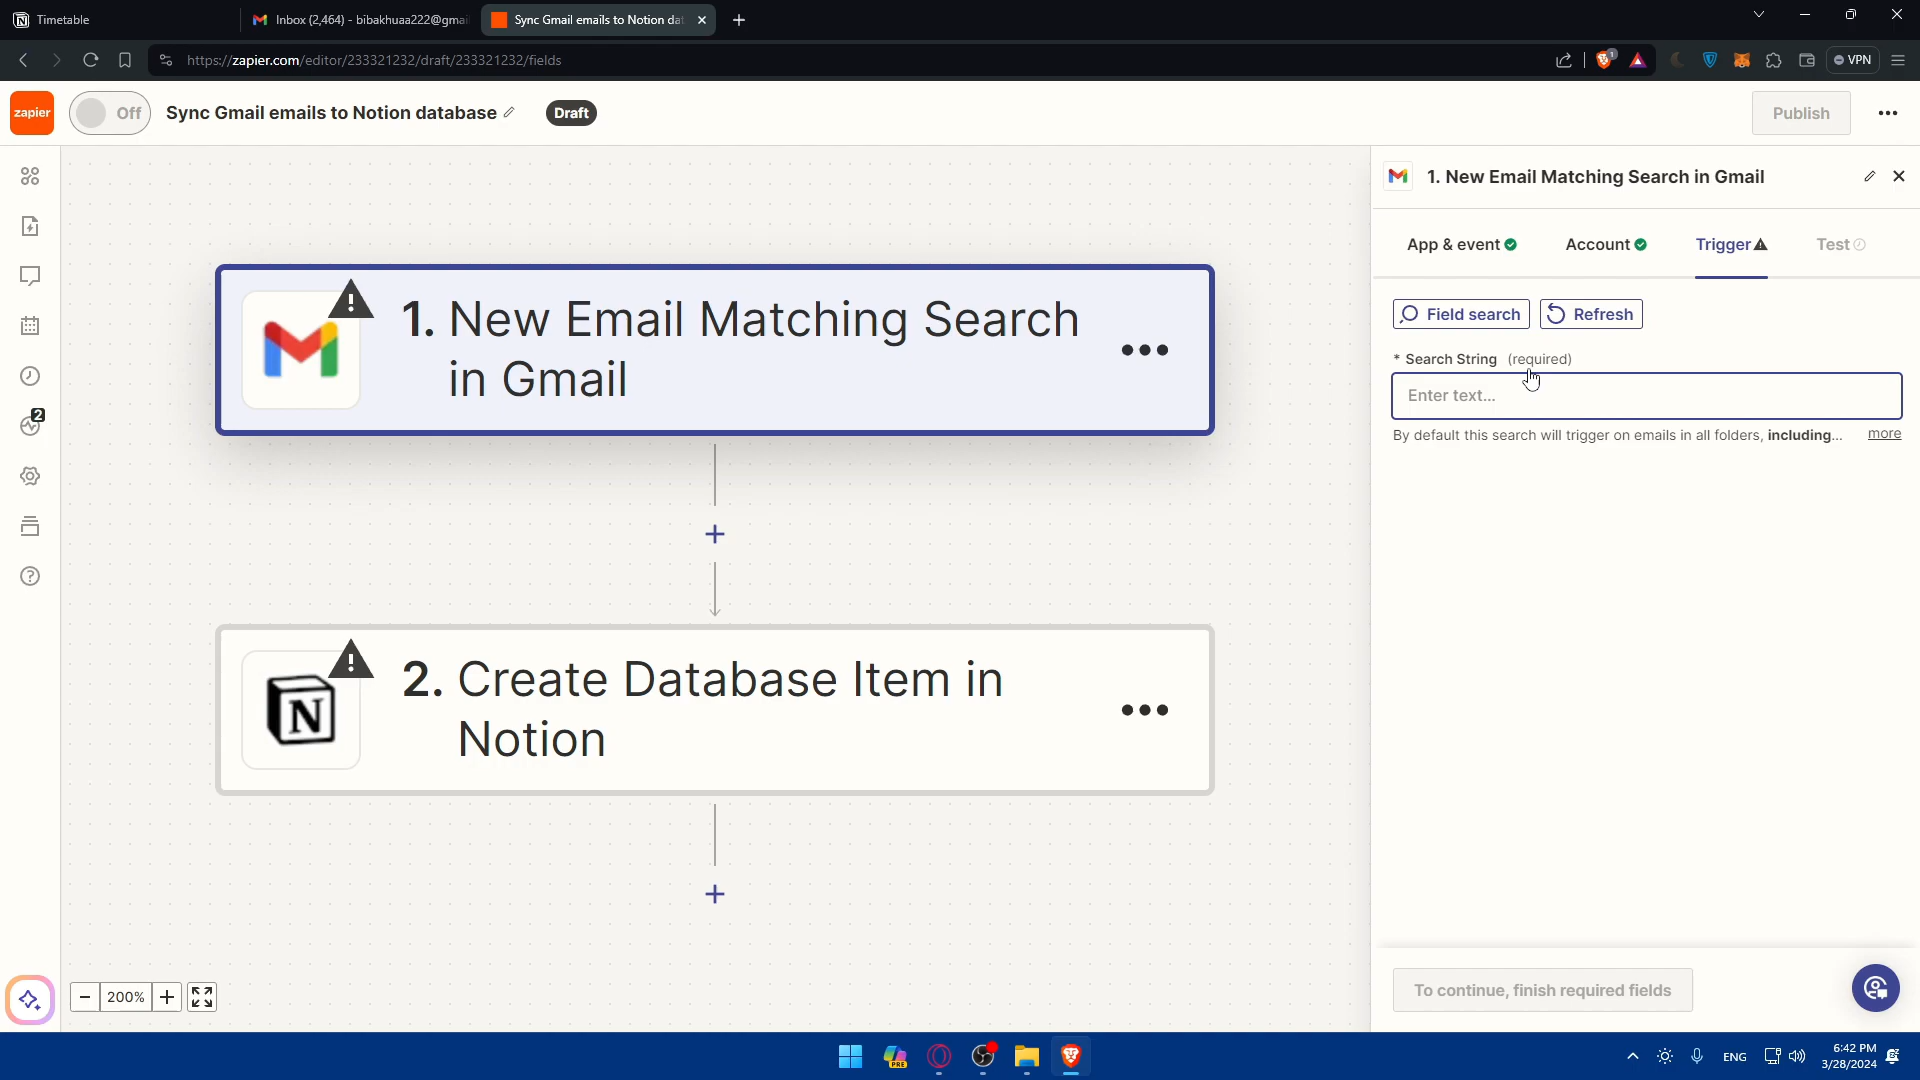 Timetable
Inbox (2,464) - bibakhuaa222@gmai
Sync Gmail emails to Notion dat
https://zapier.com/editor/233321232/draft/233321232/fields
1
VPN
zapier
Off
Sync Gmail emails to Notion database
Draft
Publish
1. New Email Matching Search in Gmail
App & event
Account
Trigger
Test
Field search
Refresh
* Search String (required)
Enter text...
By default this search will trigger on emails in all folders, including...
more
1. New Email Matching Search
in Gmail
2
2. Create Database Item in
Notion
200%
To continue, finish required fields
PRE
ENG
6:42 PM
3/28/2024